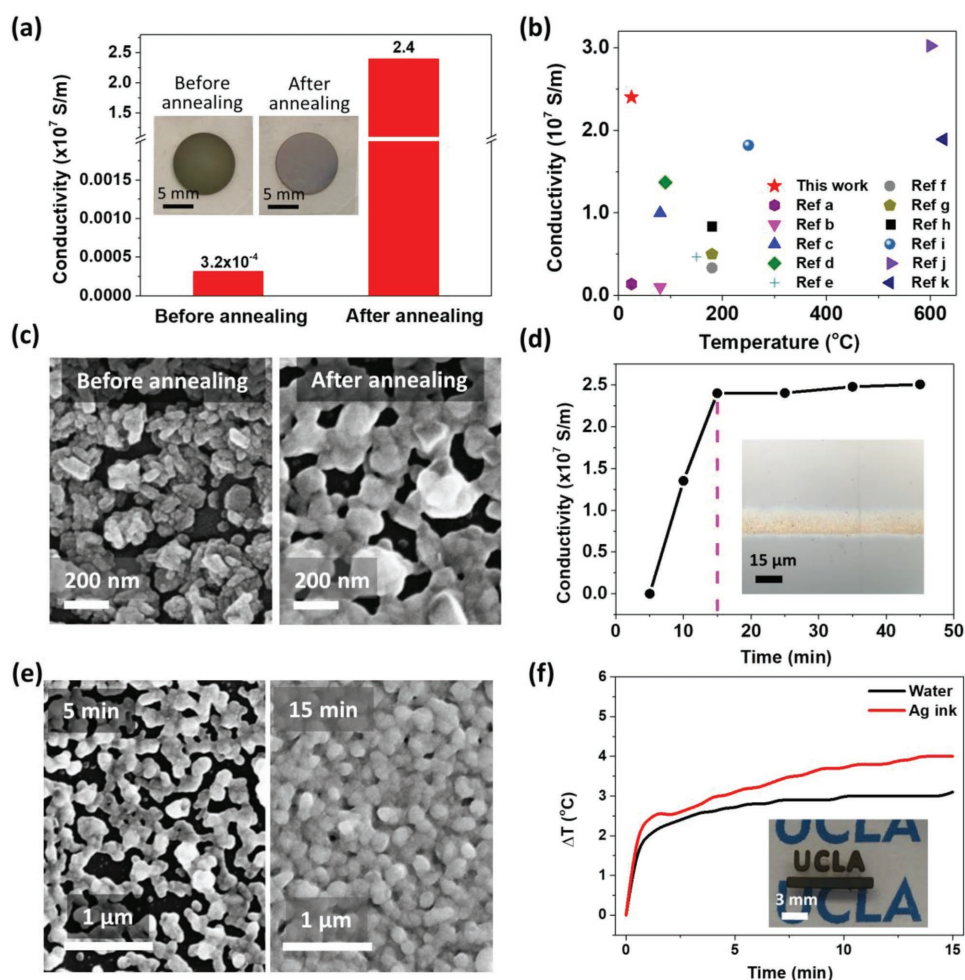 (a)
Conductivity (x10⁷ S/m)
2.5
2.0
1.5
0.0015
0.0010
0.0005
0.0000
2.4
Before annealing
After annealing
5 mm
5 mm
3.2x10⁻⁴
Before annealing
After annealing
(b)
Conductivity (10⁷ S/m)
3.0
2.0
1.0
0.0
This work
Ref a
Ref b
Ref c
Ref d
Ref e
Ref f
Ref g
Ref h
Ref i
Ref j
Ref k
0
200
400
600
Temperature (°C)
(c)
Before annealing
200 nm
After annealing
200 nm
(d)
Conductivity (x10⁷ S/m)
2.5
2.0
1.5
1.0
0.5
0.0
15 µm
0
10
20
30
40
50
Time (min)
(e)
5 min
1 µm
15 min
1 µm
(f)
ΔT (°C)
6
5
4
3
2
1
0
Water
Ag ink
UCLA
UCLA
UCLA
3 mm
0
5
10
15
Time (min)